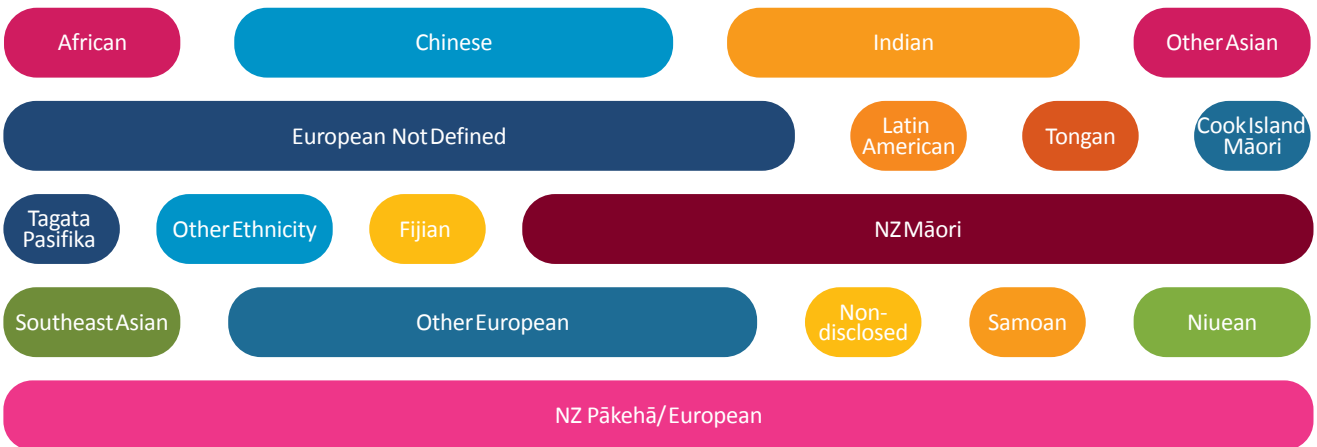 African
Chinese
Indian
Other Asian
European Not Defined
Latin
American
Tongan
Cook Island
Māori
Tagata
Pasifika
Other Ethnicity
Fijian
NZ Māori
Southeast Asian
Other European
Non-
disclosed
Samoan
Niuean
NZ Pākehā/European